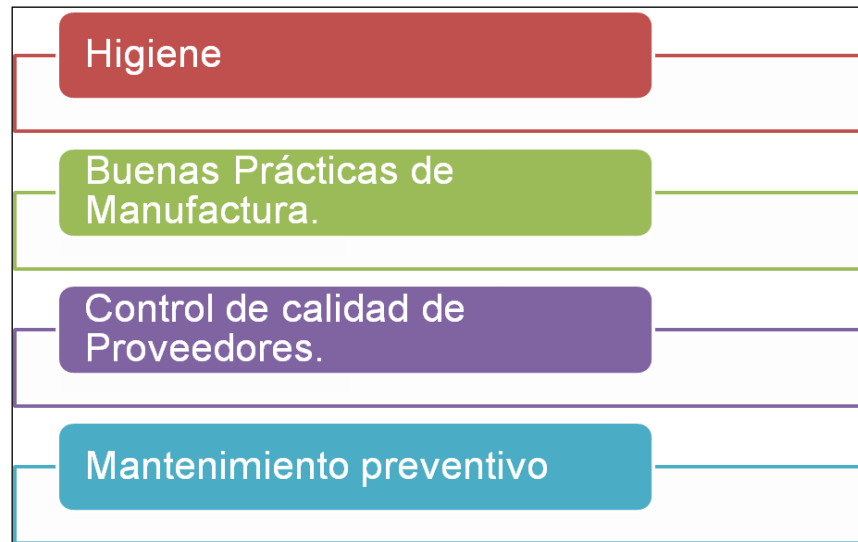 Higiene
Buenas Prácticas de
Manufactura.
Control de calidad de
Proveedores.
Mantenimiento preventivo